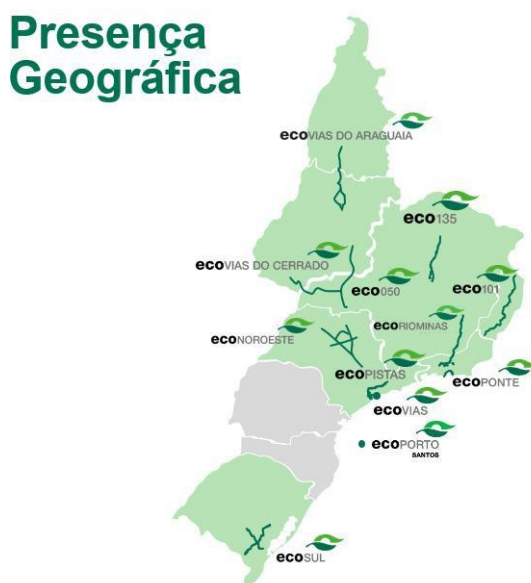 Presença
Geográfica
ecoVIAS DO ARAGUAIA
eco135
ecoVIAS DO CERRADO
eco050
eco101
ecoRIOMINAS
ecoNOROESTE
ecoPISTAS
ecoPONTE
ecoVIAS
ecoPORTO
SANTOS
ecoSUL